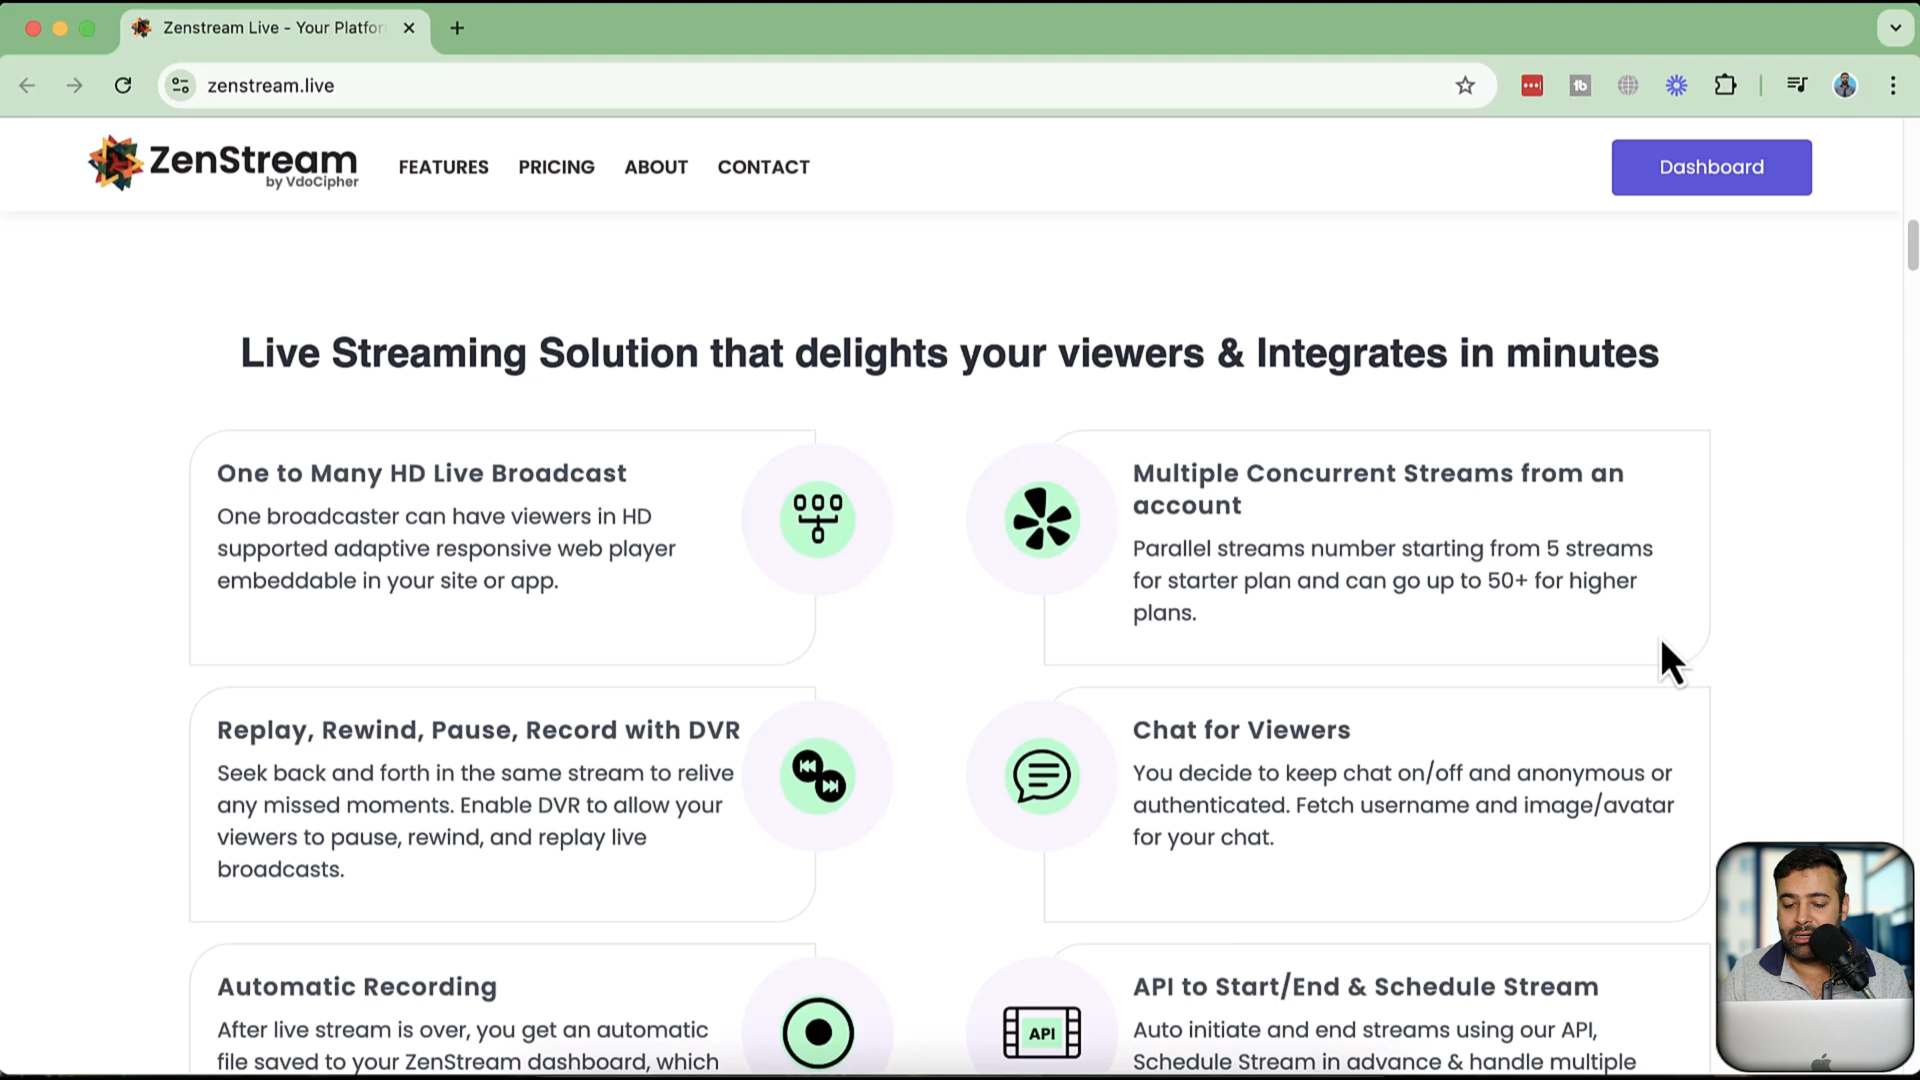 Zenstream Live - Your Platfor
zenstream.live
ZenStream
by VdoCipher
FEATURES
PRICING
ABOUT
CONTACT
Dashboard
Live Streaming Solution that delights your viewers & Integrates in minutes
One to Many HD Live Broadcast
One broadcaster can have viewers in HD
supported adaptive responsive web player
embeddable in your site or app.
Multiple Concurrent Streams from an
account
Parallel streams number starting from 5 streams
for starter plan and can go up to 50+ for higher
plans.
Replay, Rewind, Pause, Record with DVR
Seek back and forth in the same stream to relive
any missed moments. Enable DVR to allow your
viewers to pause, rewind, and replay live
broadcasts.
Chat for Viewers
You decide to keep chat on/off and anonymous or
authenticated. Fetch username and image/avatar
for your chat.
Automatic Recording
After live stream is over, you get an automatic
file saved to your ZenStream dashboard, which
API
API to Start/End & Schedule Stream
Auto initiate and end streams using our API,
Schedule Stream in advance & handle multiple